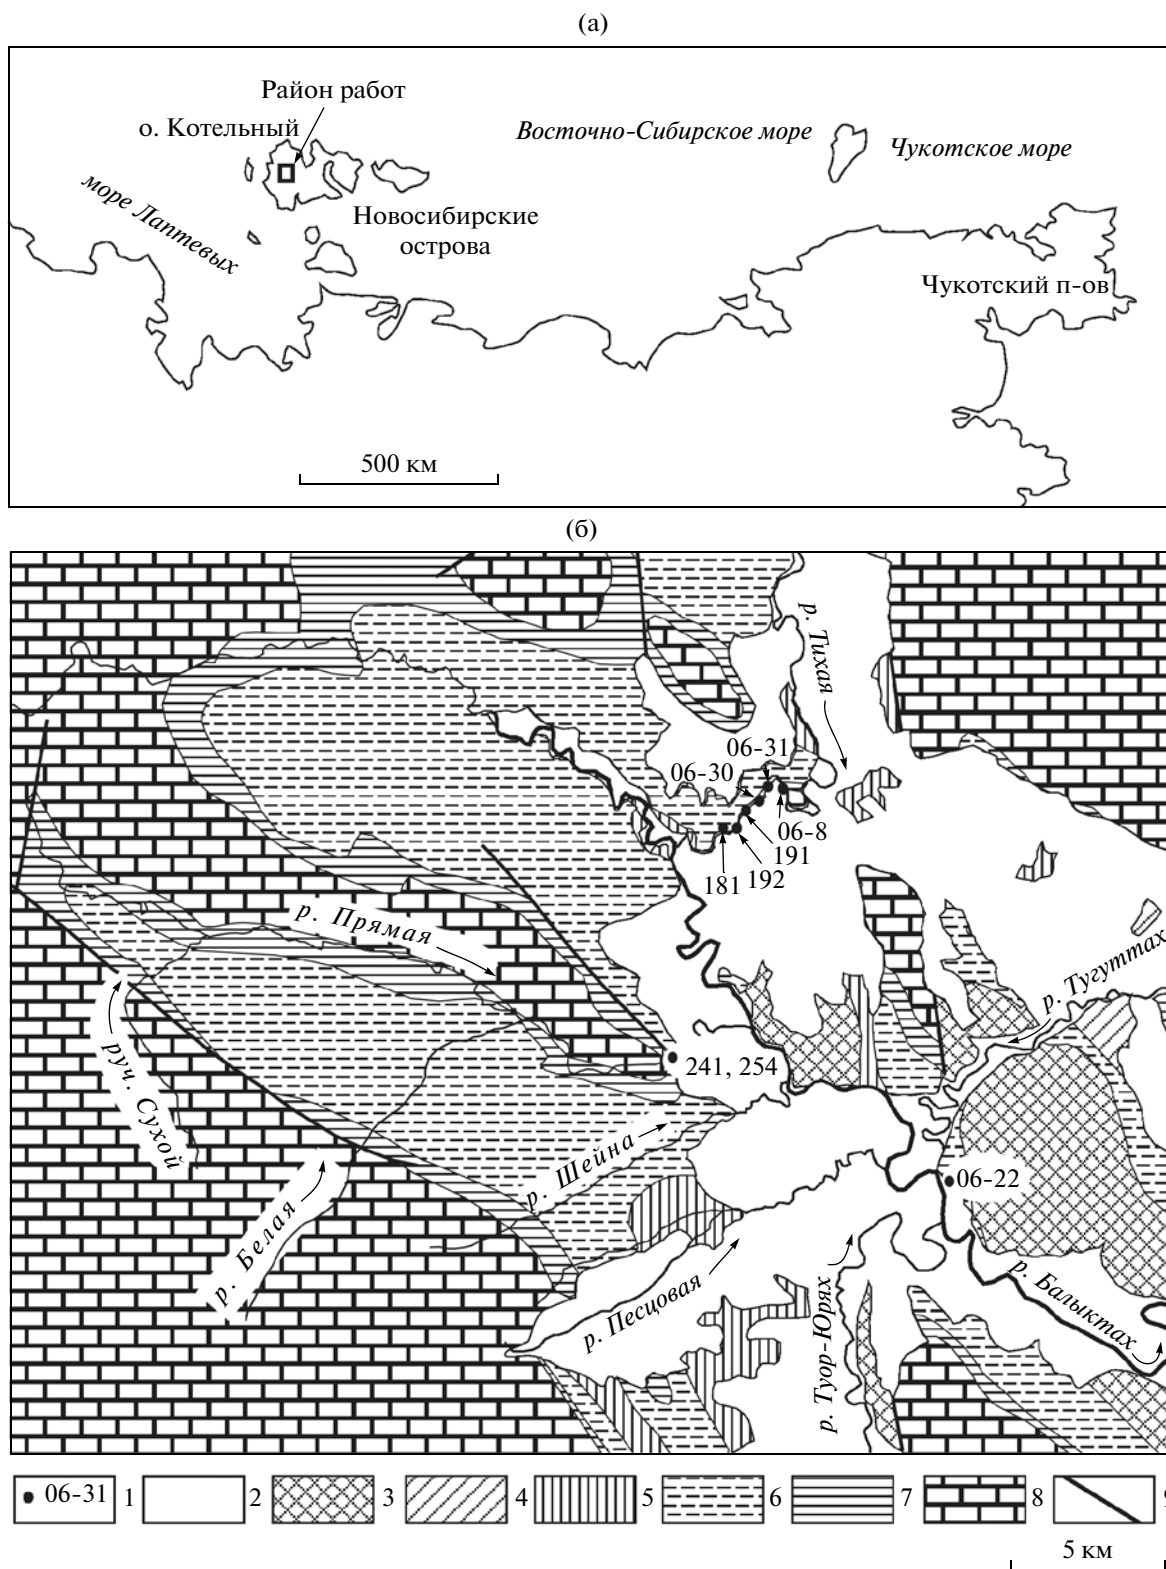 (а)
Район работ
о. Котельный
Восточно-Сибирское море
Чукотское море
море Лаптевых
Новосибирские
острова
Чукотский п-ов
500 км
(б)
р. Тихая
06-31
06-30
06-8
191
192
181
р. Прямая
р. Тугуттах
руч. Сухой
241, 254
р. Шейна
06-22
р. Белая
р. Песцовая
р. Туор-Юрях
р. Балыктах
06-31 1 2 3 4 5 6 7 8 9
5 км